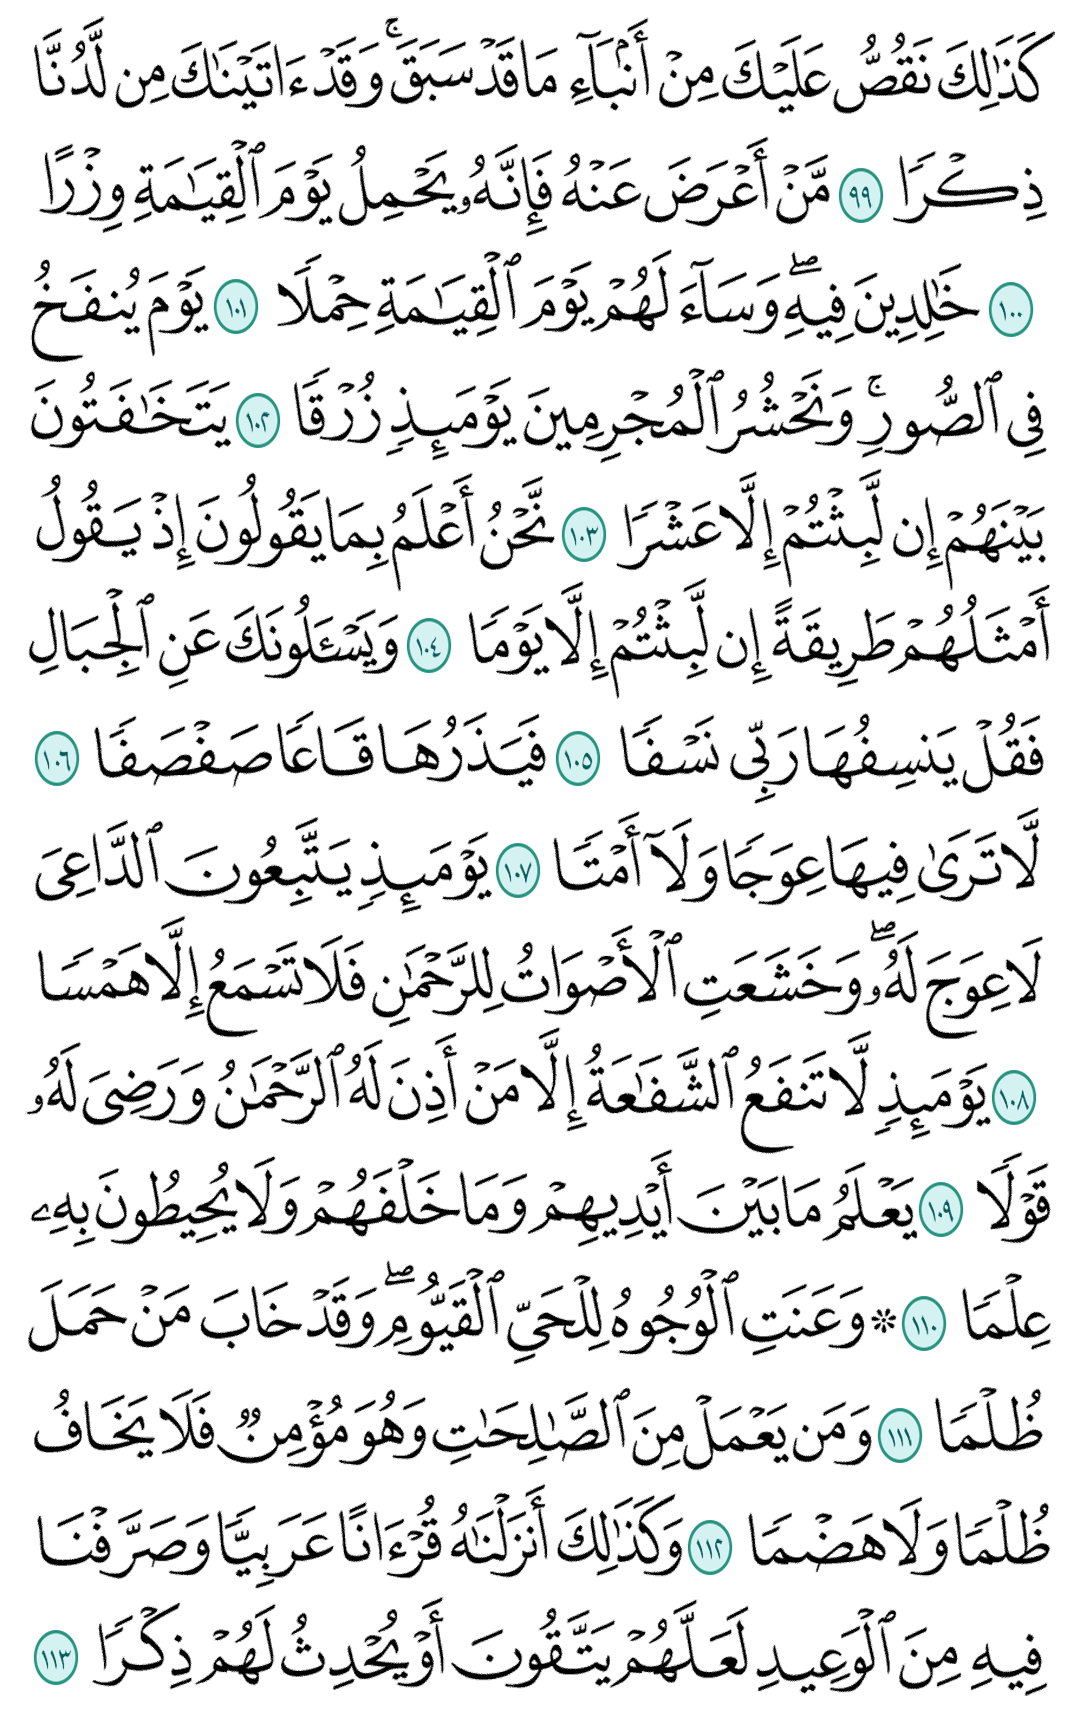 كَذَٰلِكَ نَقُصُّ عَلَيْكَ مِنْ أَنۢبَآءِ مَا قَدْ سَبَقَ ۚ وَقَدْ ءَاتَيْنَٰكَ مِن لَّدُنَّا
ذِكْرًا ٩٩ مَّنْ أَعْرَضَ عَنْهُ فَإِنَّهُۥ يَحْمِلُ يَوْمَ ٱلْقِيَٰمَةِ وِزْرًا
١٠٠ خَٰلِدِينَ فِيهِ ۖ وَسَآءَ لَهُمْ يَوْمَ ٱلْقِيَٰمَةِ حِمْلًا ١٠١ يَوْمَ يُنفَخُ
فِى ٱلصُّورِ ۚ وَنَحْشُرُ ٱلْمُجْرِمِينَ يَوْمَئِذٍ زُرْقًا ١٠٢ يَتَخَٰفَتُونَ
بَيْنَهُمْ إِن لَّبِثْتُمْ إِلَّا عَشْرًا ١٠٣ نَّحْنُ أَعْلَمُ بِمَا يَقُولُونَ إِذْ يَقُولُ
أَمْثَلُهُمْ طَرِيقَةً إِن لَّبِثْتُمْ إِلَّا يَوْمًا ١٠٤ وَيَسْـَٔلُونَكَ عَنِ ٱلْجِبَالِ
فَقُلْ يَنسِفُهَا رَبِّى نَسْفًا ١٠٥ فَيَذَرُهَا قَاعًا صَفْصَفًا ١٠٦
لَّا تَرَىٰ فِيهَا عِوَجًا وَلَآ أَمْتًا ١٠٧ يَوْمَئِذٍ يَتَّبِعُونَ ٱلدَّاعِىَ
لَا عِوَجَ لَهُۥ ۖ وَخَشَعَتِ ٱلْأَصْوَاتُ لِلرَّحْمَٰنِ فَلَا تَسْمَعُ إِلَّا هَمْسًا
١٠٨ يَوْمَئِذٍ لَّا تَنفَعُ ٱلشَّفَٰعَةُ إِلَّا مَنْ أَذِنَ لَهُ ٱلرَّحْمَٰنُ وَرَضِىَ لَهُۥ
قَوْلًا ١٠٩ يَعْلَمُ مَا بَيْنَ أَيْدِيهِمْ وَمَا خَلْفَهُمْ وَلَا يُحِيطُونَ بِهِۦ
عِلْمًا ١١٠ ۞ وَعَنَتِ ٱلْوُجُوهُ لِلْحَىِّ ٱلْقَيُّومِ ۖ وَقَدْ خَابَ مَنْ حَمَلَ
ظُلْمًا ١١١ وَمَن يَعْمَلْ مِنَ ٱلصَّٰلِحَٰتِ وَهُوَ مُؤْمِنٌ فَلَا يَخَافُ
ظُلْمًا وَلَا هَضْمًا ١١٢ وَكَذَٰلِكَ أَنزَلْنَٰهُ قُرْءَانًا عَرَبِيًّا وَصَرَّفْنَا
فِيهِ مِنَ ٱلْوَعِيدِ لَعَلَّهُمْ يَتَّقُونَ أَوْ يُحْدِثُ لَهُمْ ذِكْرًا ١١٣